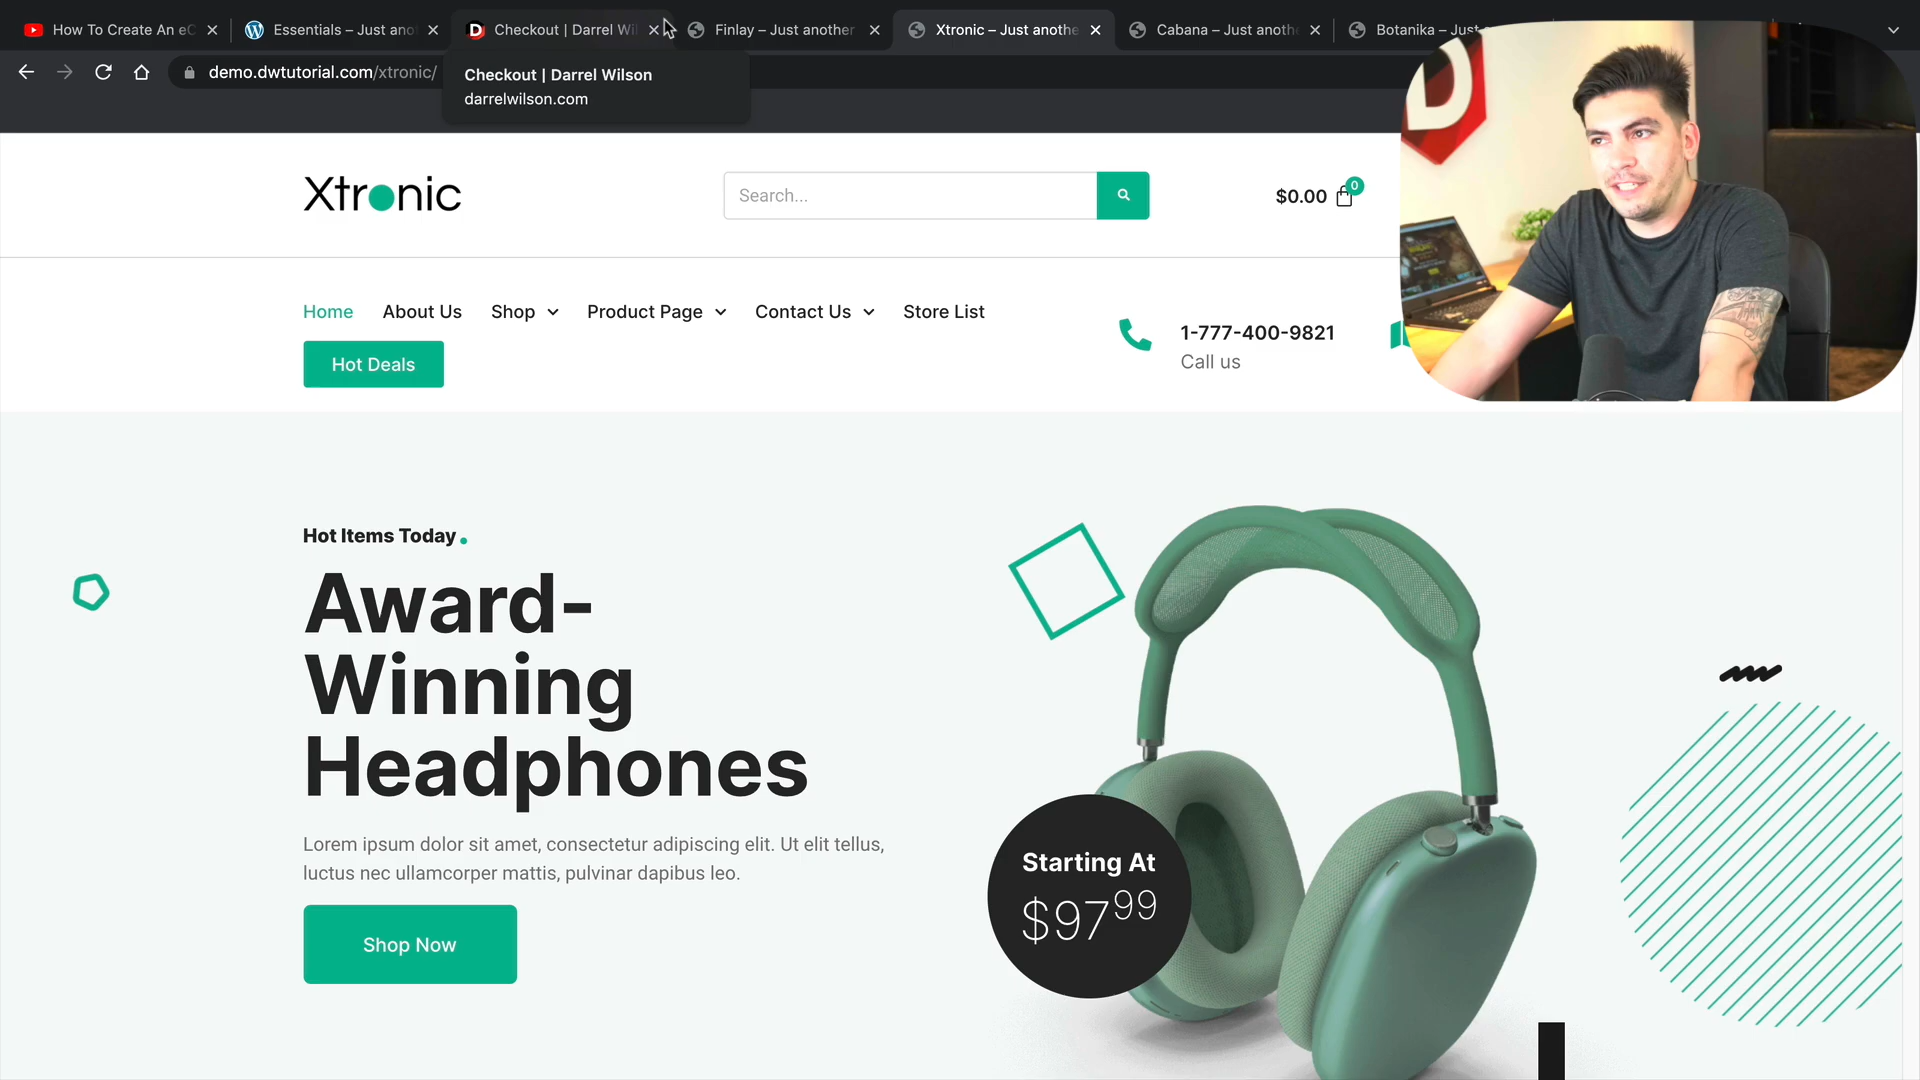 How To Create An eC
Essentials – Just ano
Checkout | Darrel Wil
Finlay – Just another
Xtronic – Just anothe
Cabana – Just anoth
Botanika – Just
demo.dwtutorial.com/xtronic/
Checkout | Darrel Wilson
darrelwilson.com
Xtronic
Search...
$0.00
0
Home
About Us
Shop
Product Page
Contact Us
Store List
Hot Deals
1-777-400-9821
Call us
Hot Items Today.
Award-
Winning
Headphones
Lorem ipsum dolor sit amet, consectetur adipiscing elit. Ut elit tellus,
luctus nec ullamcorper mattis, pulvinar dapibus leo.
Shop Now
Starting At
$97⁹⁹